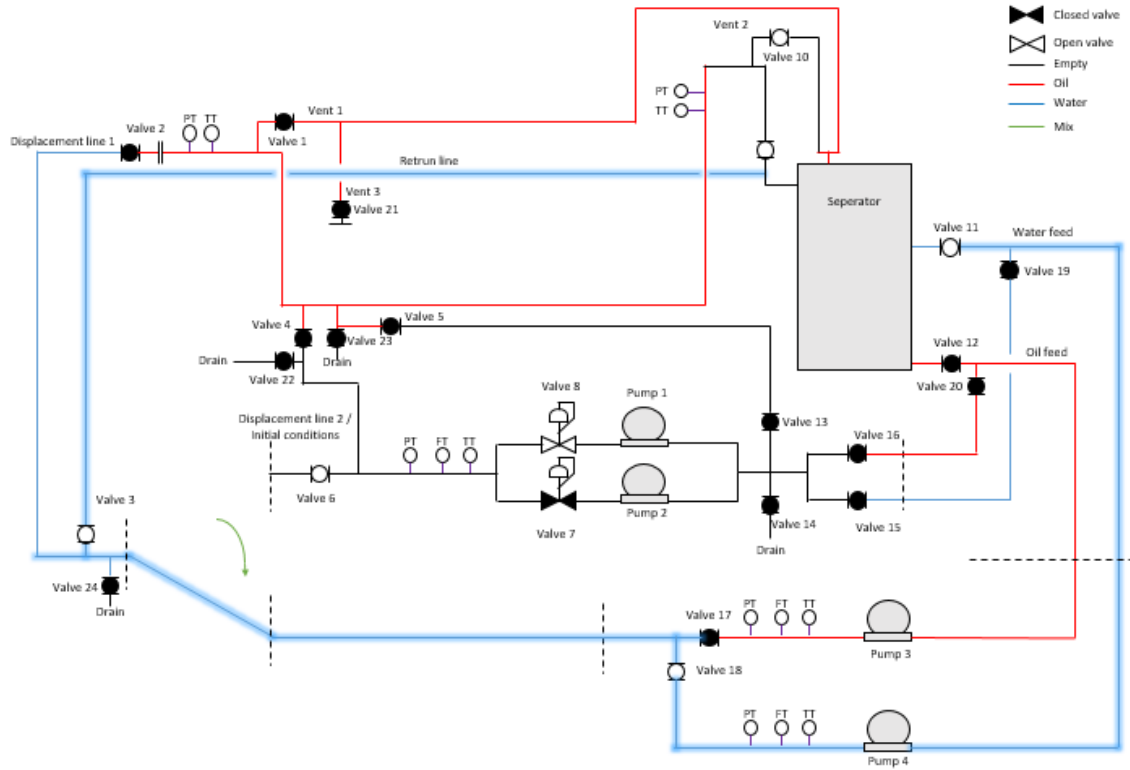 Closed valve
Vent 2
Open valve
Valve 10
Empty
Oil
PT
Water
TT
Mix
PT TT
Vent 1
Valve 2
Displacement line 1
Valve 1
Retrun line
Vent 3
Valve 21
Seperator
Valve 11
Water feed
Valve 19
Valve 5
Valve 4
Valve 23
Valve 12
Oil feed
Drain
Drain
Valve 22
Valve 8
Pump 1
Valve 20
Displacement line 2 /
Initial conditions
PT FT TT
Valve 13
Valve 16
Valve 6
Valve 3
Pump 2
Valve 7
Valve 14
Valve 15
Drain
Valve 24
Drain
Valve 17
PT FT TT
Pump 3
Valve 18
PT FT TT
Pump 4